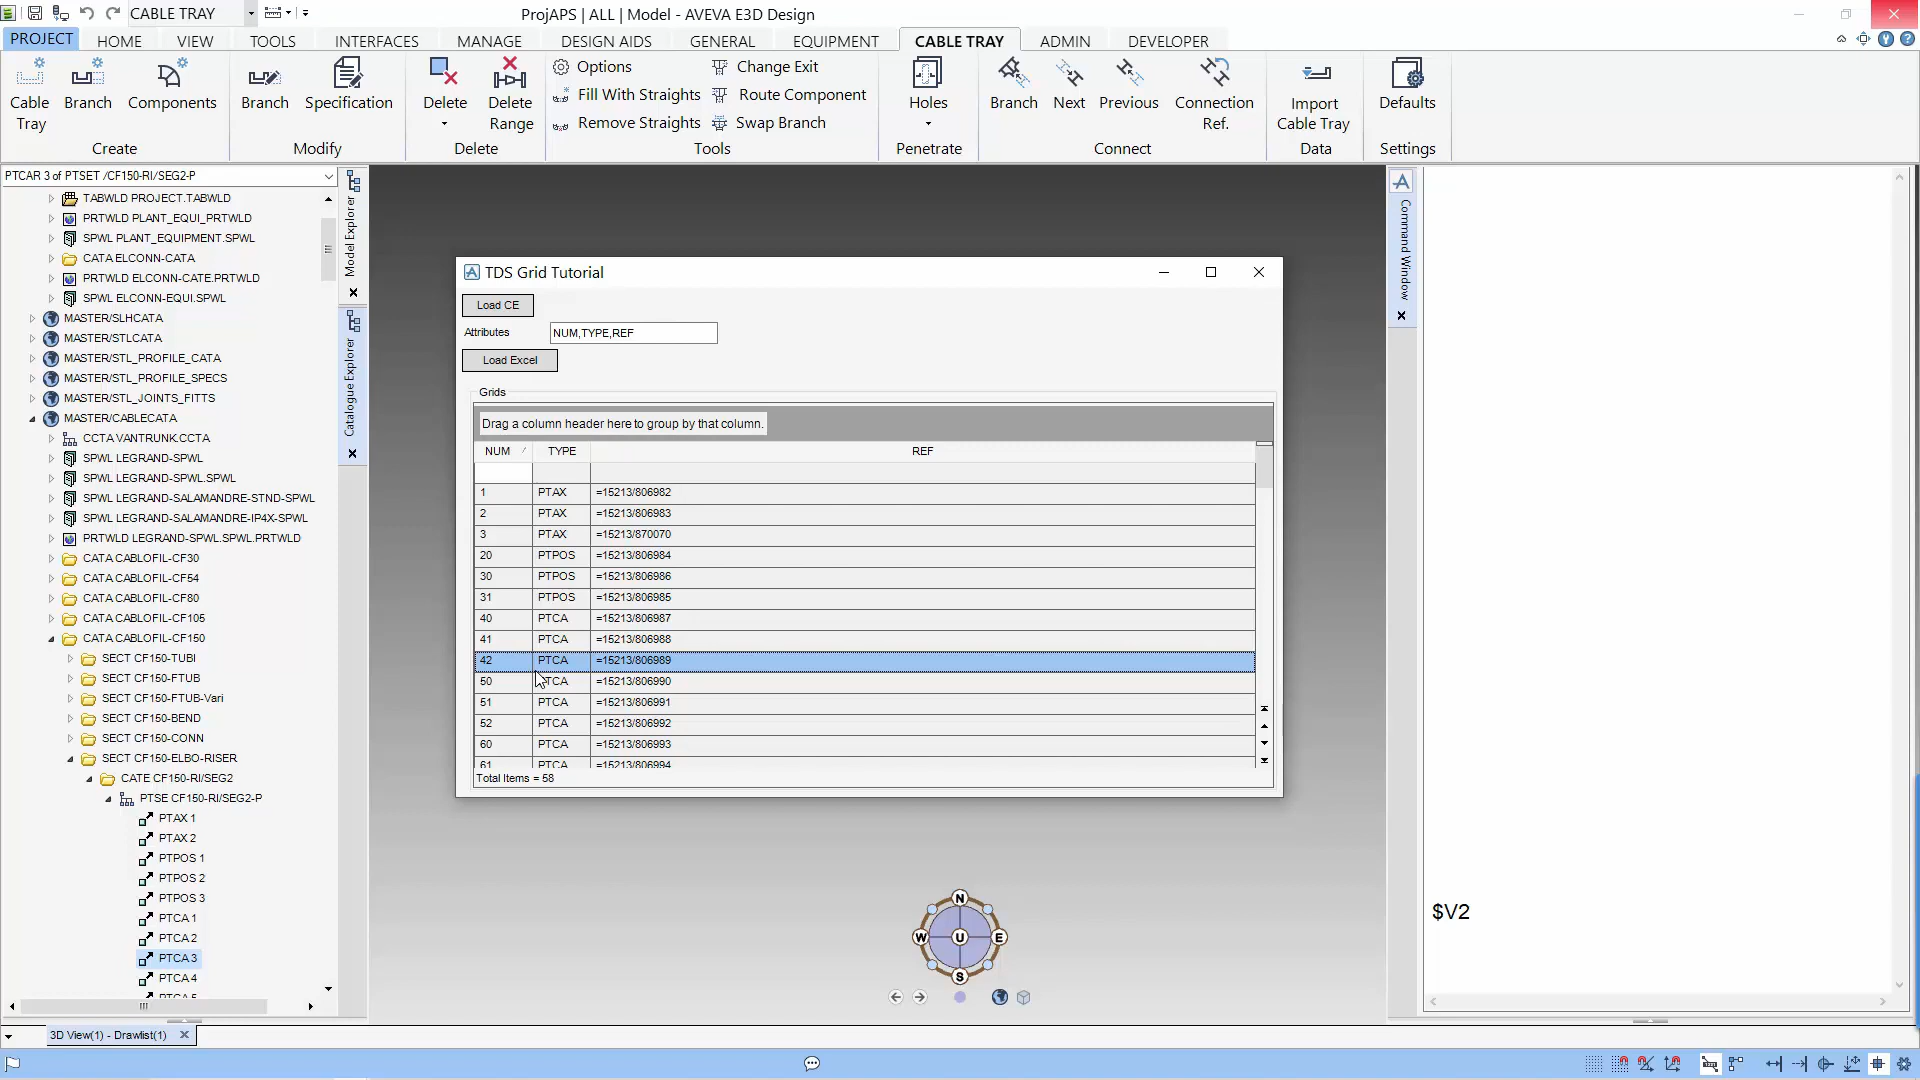 CABLE TRAY
ProjAPS | ALL | Model - AVEVA E3D Design
PROJECT HOME VIEW TOOLS INTERFACES MANAGE DESIGN AIDS GENERAL EQUIPMENT CABLE TRAY ADMIN DEVELOPER
Cable Tray
Branch
Components
Create
Branch
Specification
Modify
Delete
Delete Range
Delete
Options
Fill With Straights
Remove Straights
Change Exit
Route Component
Swap Branch
Tools
Holes
Penetrate
Branch
Next
Previous
Connection Ref.
Connect
Import Cable Tray
Data
Defaults
Settings
PTCAR 3 of PTSET /CF150-RI/SEG2-P
TABWLD PROJECT.TABWLD
PRTWLD PLANT_EQUI_PRTWLD
SPWL PLANT_EQUIPMENT.SPWL
CATA ELCONN-CATA
PRTWLD ELCONN-CATE.PRTWLD
SPWL ELCONN-EQUI.SPWL
MASTER/SLHCATA
MASTER/STLCATA
MASTER/STL_PROFILE_CATA
MASTER/STL_PROFILE_SPECS
MASTER/STL_JOINTS_FITTS
MASTER/CABLECATA
CCTA VANTRUNK.CCTA
SPWL LEGRAND-SPWL
SPWL LEGRAND-SPWL.SPWL
SPWL LEGRAND-SALAMANDRE-STND-SPWL
SPWL LEGRAND-SALAMANDRE-IP4X-SPWL
PRTWLD LEGRAND-SPWL.SPWL.PRTWLD
CATA CABLOFIL-CF30
CATA CABLOFIL-CF54
CATA CABLOFIL-CF80
CATA CABLOFIL-CF105
CATA CABLOFIL-CF150
SECT CF150-TUBI
SECT CF150-FTUB
SECT CF150-FTUB-Vari
SECT CF150-BEND
SECT CF150-CONN
SECT CF150-ELBO-RISER
CATE CF150-RI/SEG2
PTSE CF150-RI/SEG2-P
PTAX 1
PTAX 2
PTPOS 1
PTPOS 2
PTPOS 3
PTCA 1
PTCA 2
PTCA 3
PTCA 4
PTCA 5
Model Explorer
Catalogue Explorer
TDS Grid Tutorial
Load CE
Attributes NUM,TYPE,REF
Load Excel
Grids
Drag a column header here to group by that column.
NUM TYPE REF
1 PTAX =15213/806982
2 PTAX =15213/806983
3 PTAX =15213/870070
20 PTPOS =15213/806984
30 PTPOS =15213/806986
31 PTPOS =15213/806985
40 PTCA =15213/806987
41 PTCA =15213/806988
42 PTCA =15213/806989
50 PTCA =15213/806990
51 PTCA =15213/806991
52 PTCA =15213/806992
60 PTCA =15213/806993
61 PTCA =15213/806994
Total Items = 58
N
W U E
S
Command Window
$V2
3D View(1) - Drawlist(1)